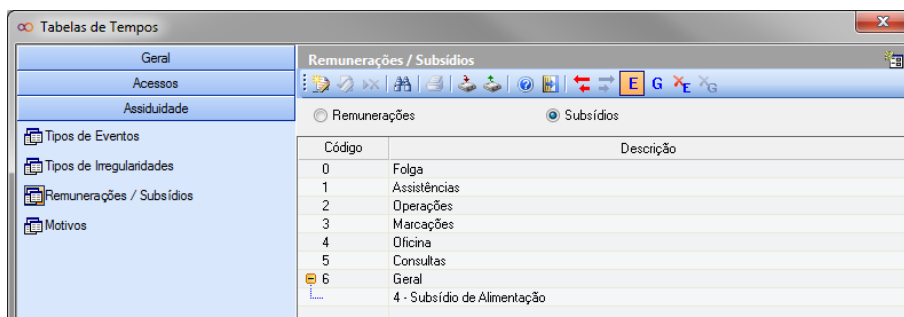 Tabelas de Tempos
x
Geral
Acessos
Assiduidade
Tipos de Eventos
Tipos de Irregularidades
Remunerações / Subsídios
Motivos
Remunerações / Subsídios
E G E G
Remunerações Subsídios
Código Descrição
0 Folga
1 Assistências
2 Operações
3 Marcações
4 Oficina
5 Consultas
6 Geral
4 - Subsídio de Alimentação